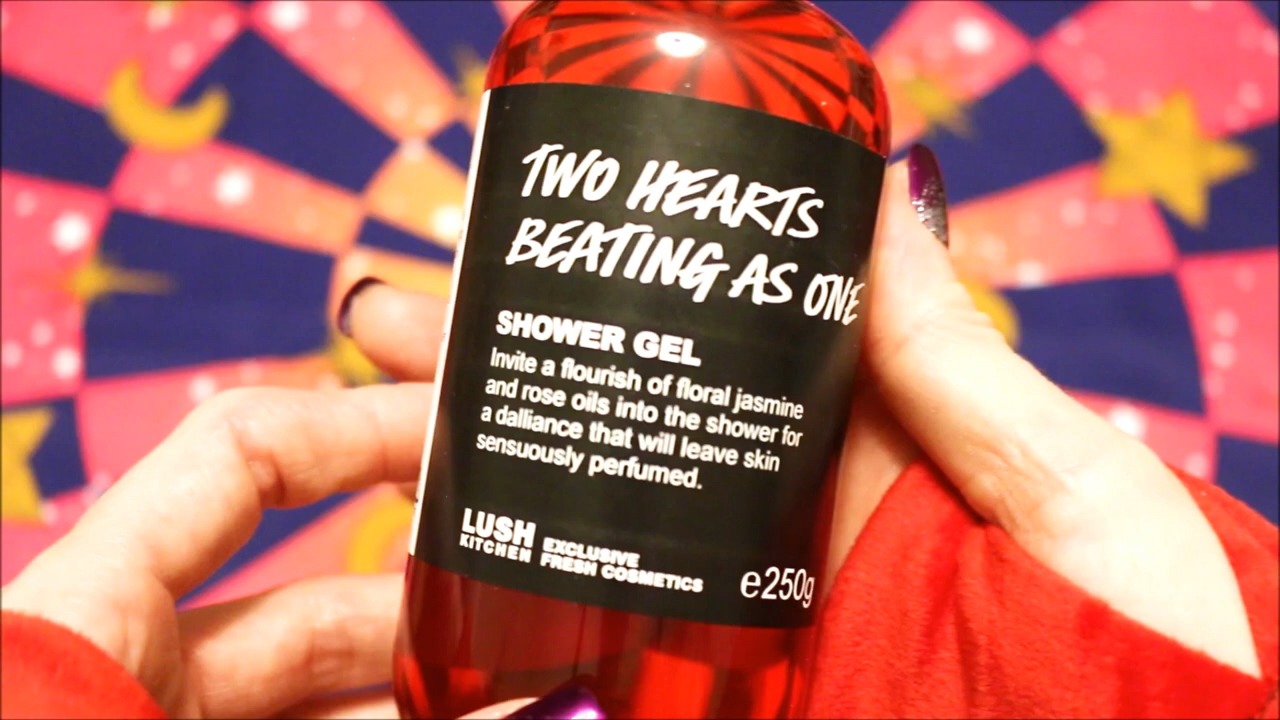 TWO HEARTS
BEATING AS ONE
SHOWER GEL
Invite a flourish of floral jasmine
and rose oils into the shower for
a dalliance that will leave skin
sensuously perfumed.
LUSH
KITCHEN
EXCLUSIVE
FRESH COSMETICS
e250g